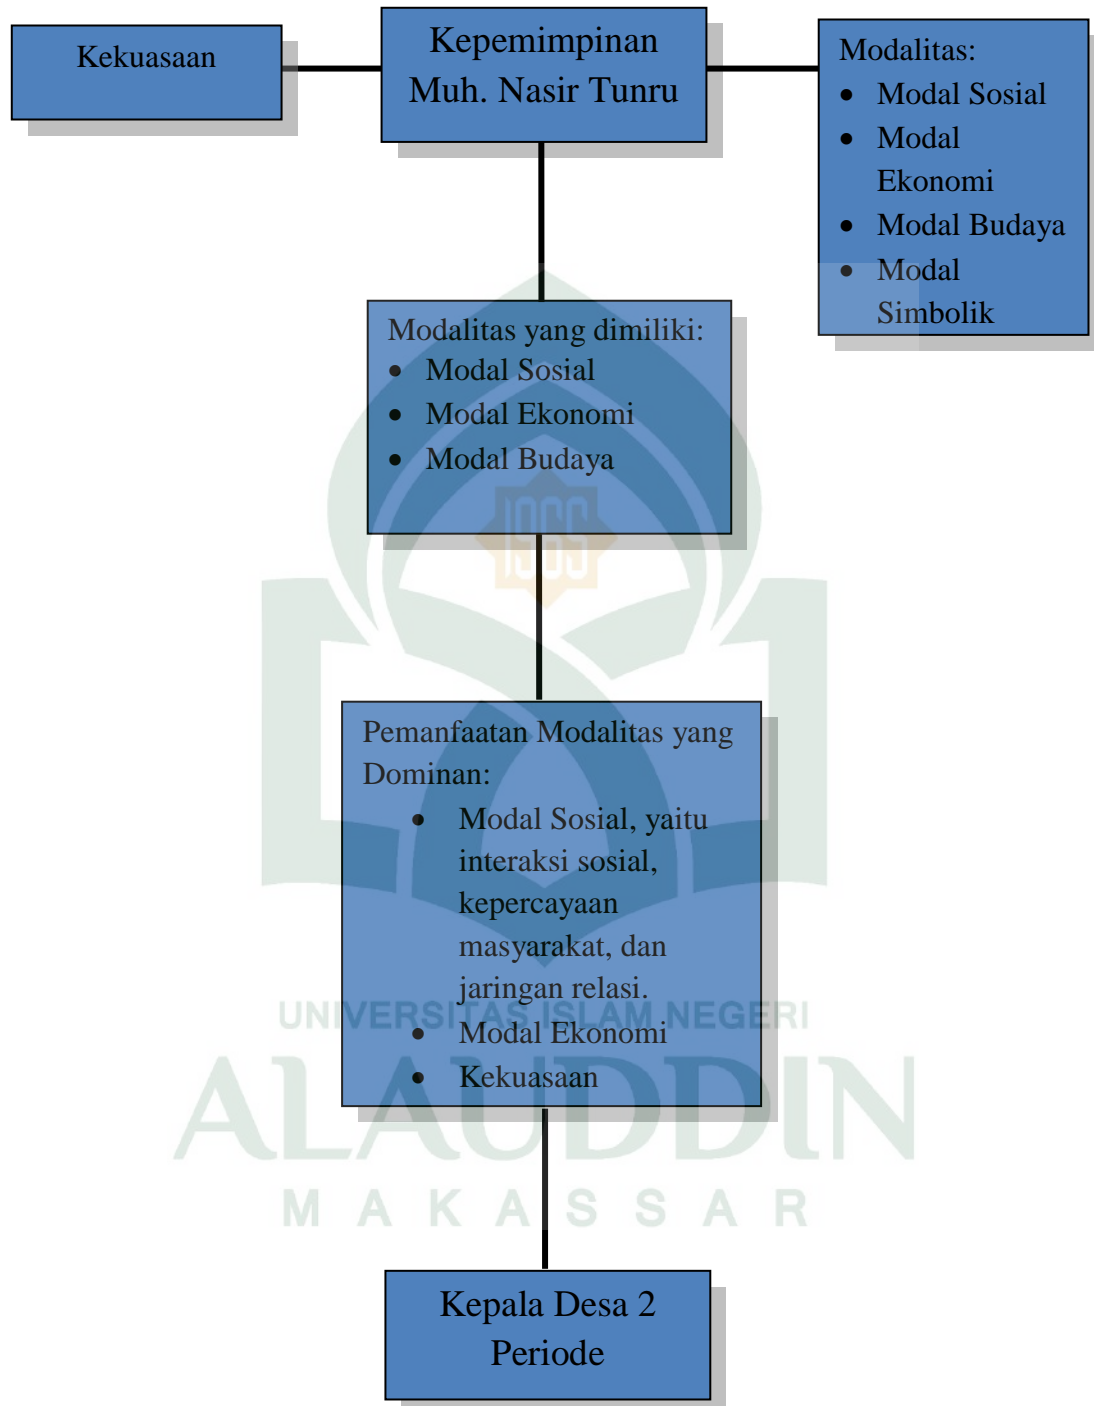 Kekuasaan
Kepemimpinan
Muh. Nasir Tunru
Modalitas:
• Modal Sosial
• Modal
Ekonomi
• Modal Budaya
• Modal
Simbolik
Modalitas yang dimiliki:
• Modal Sosial
• Modal Ekonomi
• Modal Budaya
1965
Pemanfaatan Modalitas yang
Dominan:
• Modal Sosial, yaitu
interaksi sosial,
kepercayaan
masyarakat, dan
jaringan relasi.
• Modal Ekonomi
• Kekuasaan
UNIVERSITAS ISLAM NEGERI
ALAUDDIN
MAKASSAR
Kepala Desa 2
Periode